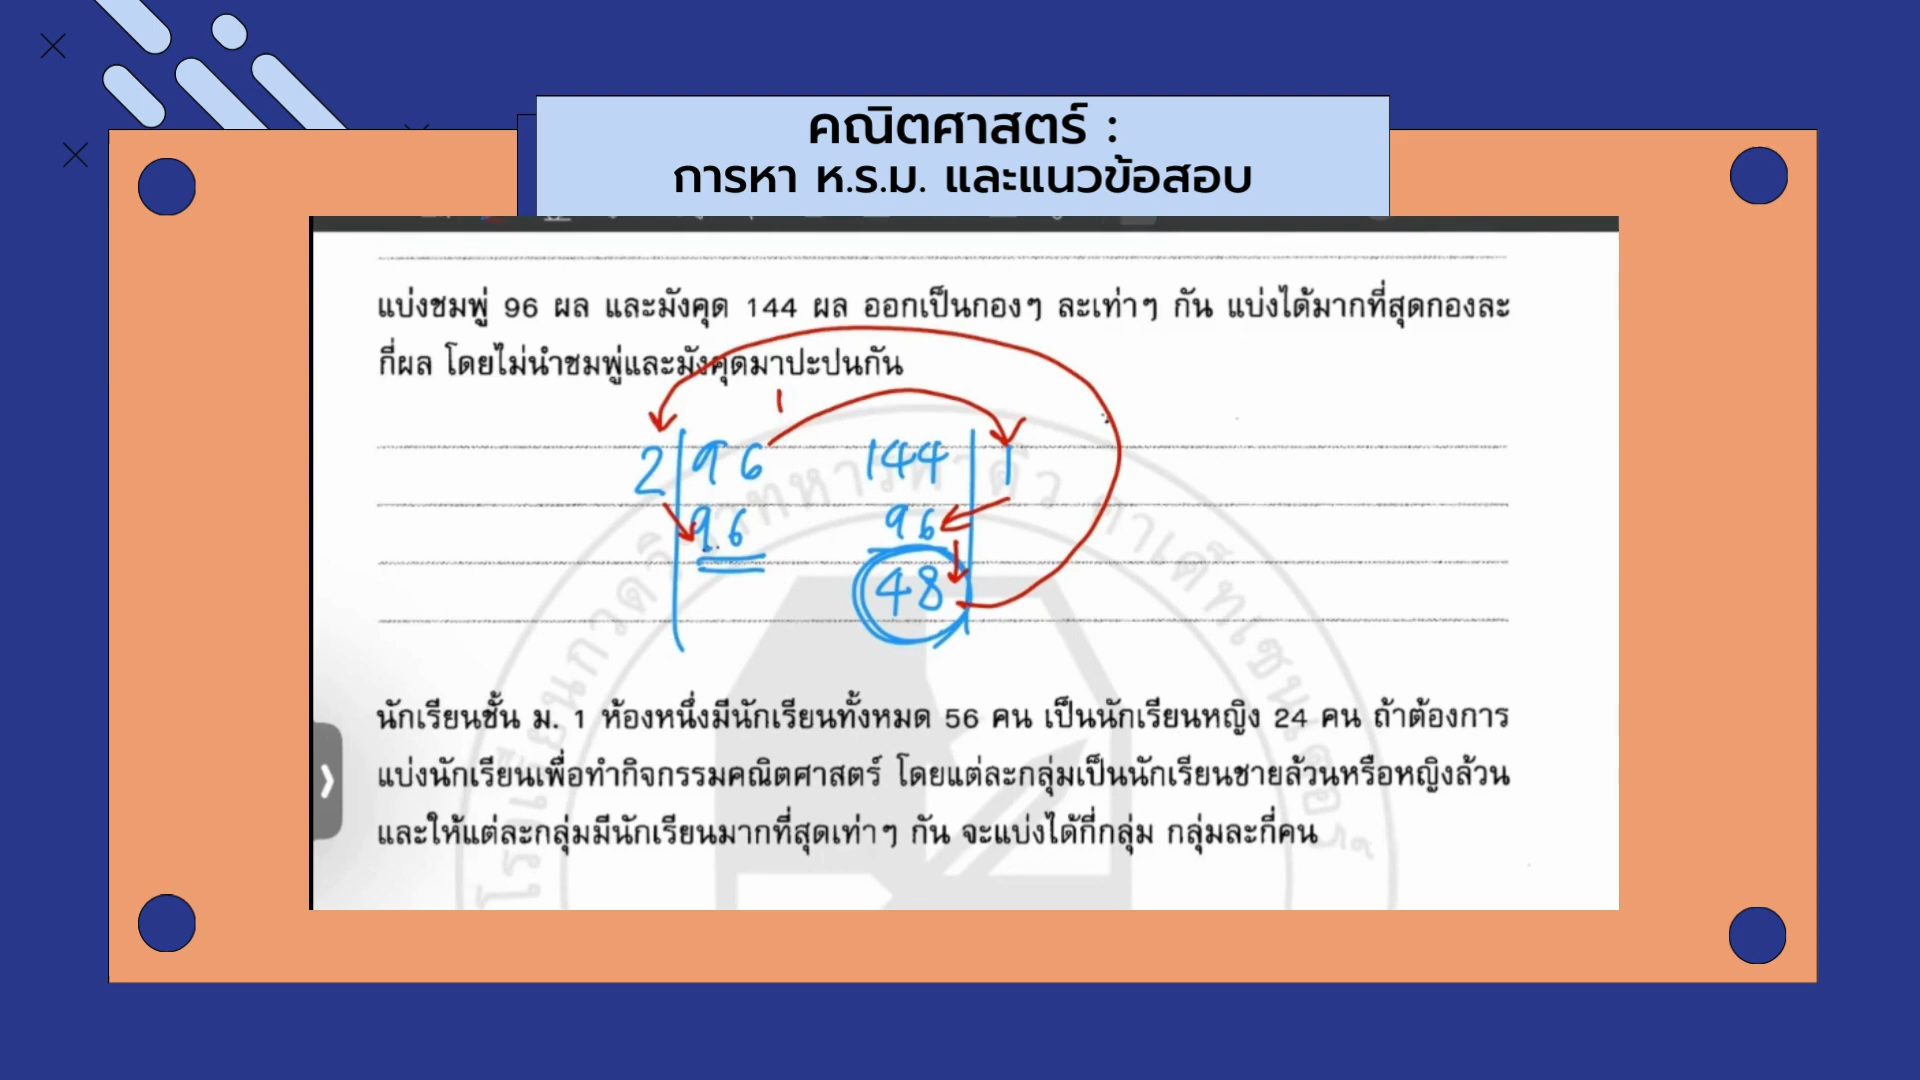 คณิตศาสตร์ :
การหา ห.ร.ม. และแนวข้อสอบ
แบ่งชมพู่ 96 ผล และมังคุด 144 ผล ออกเป็นกองๆ ละเท่าๆ กัน แบ่งได้มากที่สุดกองละ
กี่ผล โดยไม่นำชมพู่และมังคุดมาปะปนกัน
1
2 96 144 1
96 96
48
นักเรียนชั้น ม. 1 ห้องหนึ่งมีนักเรียนทั้งหมด 56 คน เป็นนักเรียนหญิง 24 คน ถ้าต้องการ
แบ่งนักเรียนเพื่อทำกิจกรรมคณิตศาสตร์ โดยแต่ละกลุ่มเป็นนักเรียนชายล้วนหรือหญิงล้วน
และให้แต่ละกลุ่มมีนักเรียนมากที่สุดเท่าๆ กัน จะแบ่งได้กี่กลุ่ม กลุ่มละกี่คน